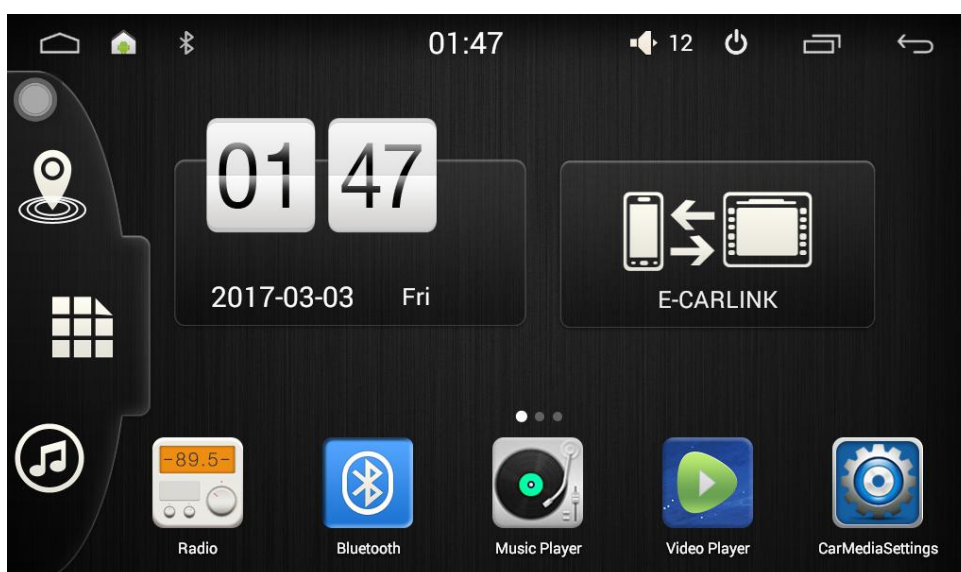 01:47
12
01 47
2017-03-03 Fri
E-CARLINK
-89.5-
Radio
Bluetooth
Music Player
Video Player
CarMediaSettings